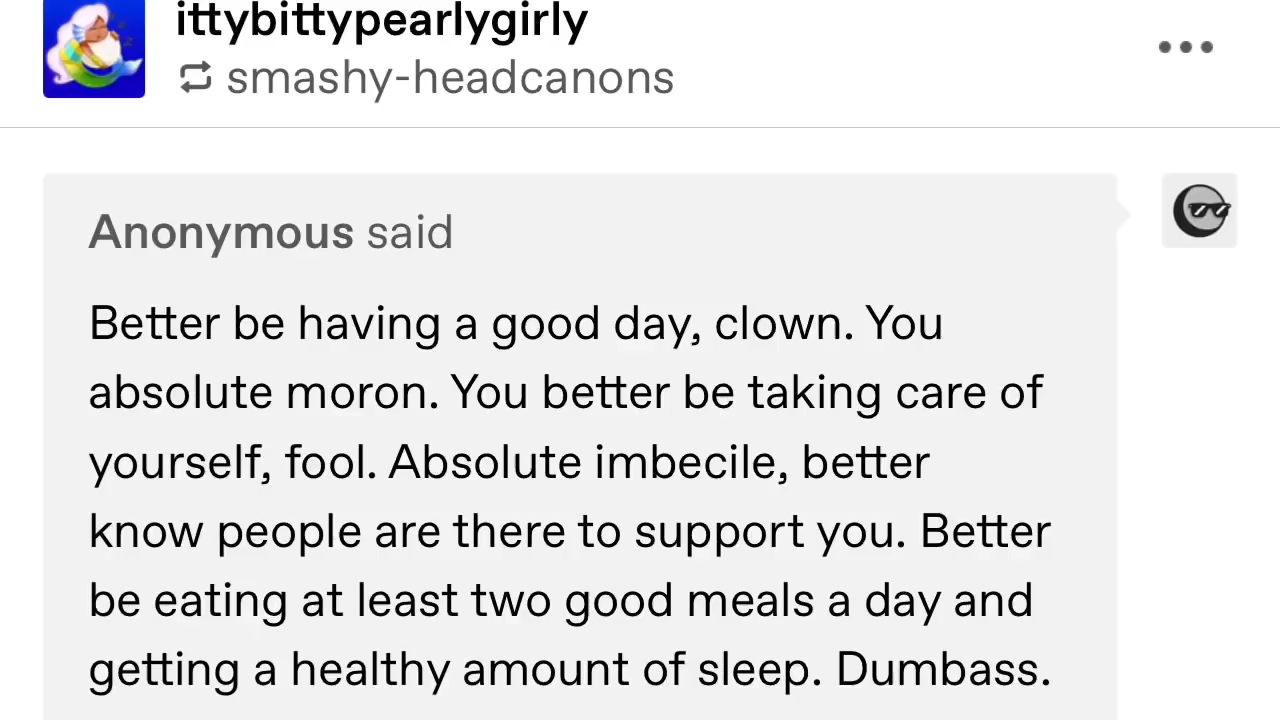 ittybittypearlygirly
smashy-headcanons
Anonymous said
Better be having a good day, clown. You
absolute moron. You better be taking care of
yourself, fool. Absolute imbecile, better
know people are there to support you. Better
be eating at least two good meals a day and
getting a healthy amount of sleep. Dumbass.